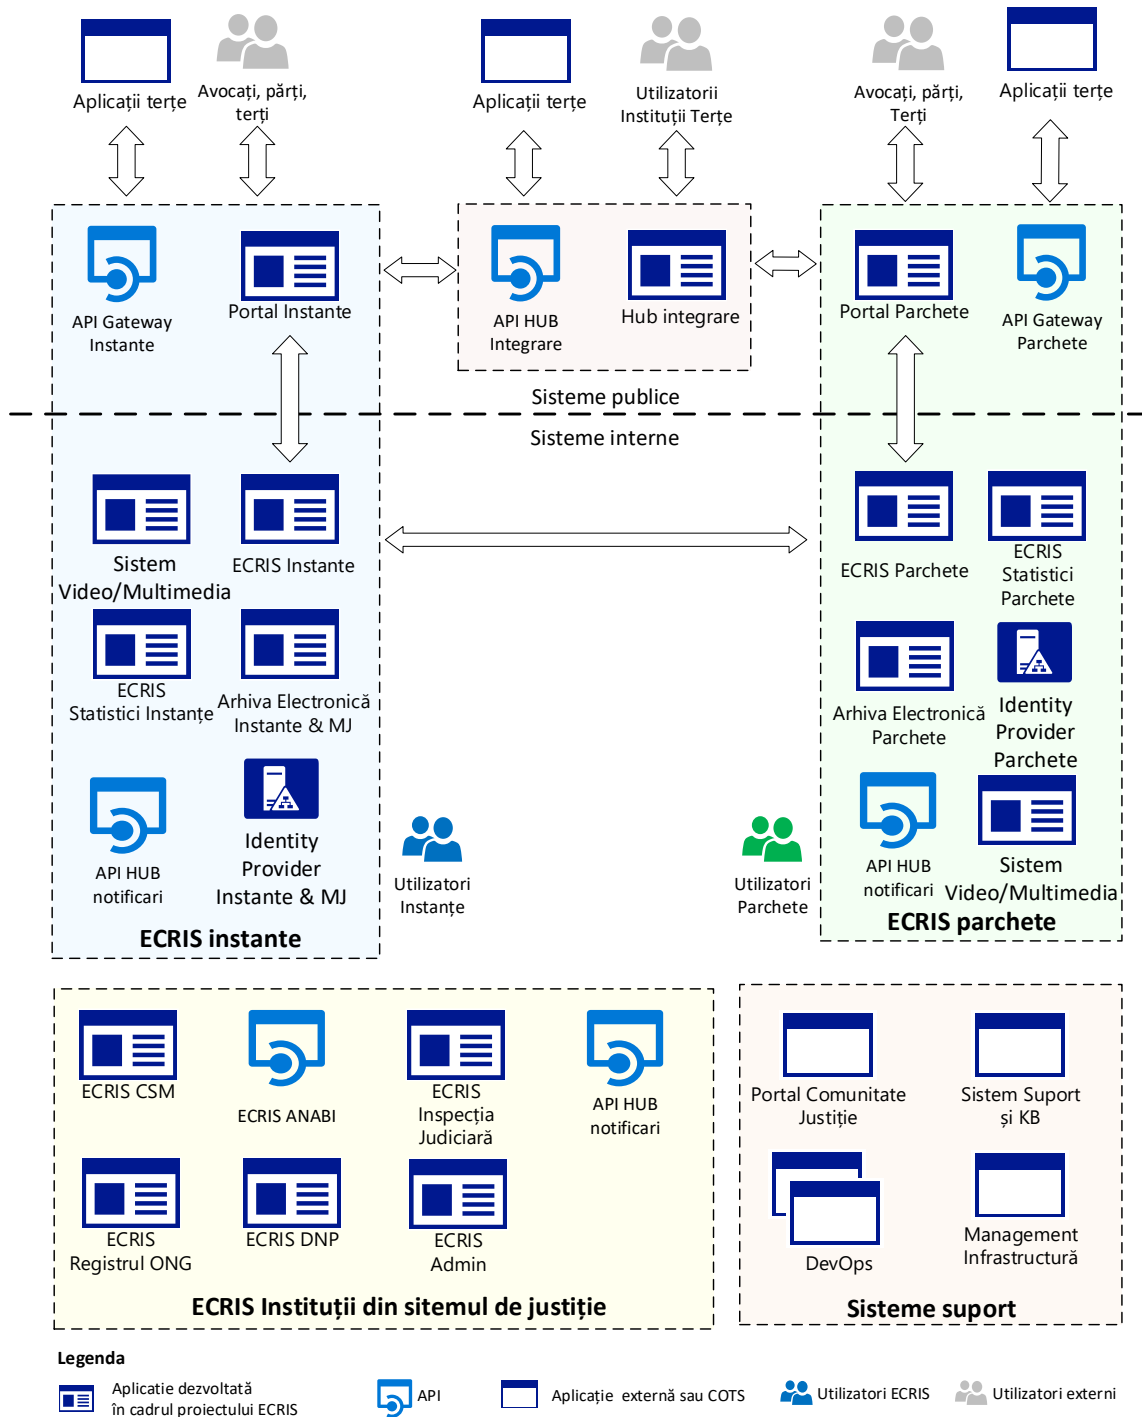 Aplicații terțe
Avocați, părți,
terți
Aplicații terțe
Utilizatorii
Instituții Terțe
Avocați, părți,
Terți
Aplicații terțe
API Gateway
Instante
Portal Instante
API HUB
Integrare
Hub integrare
Portal Parchete
API Gateway
Parchete
Sisteme publice
Sisteme interne
Sistem
Video/Multimedia
ECRIS Instante
ECRIS Parchete
ECRIS
Statistici
Parchete
ECRIS
Statistici Instanțe
Arhiva Electronică
Instante & MJ
Arhiva Electronică
Parchete
Identity
Provider
Parchete
API HUB
notificari
Identity
Provider
Instante & MJ
Utilizatori
Instanțe
Utilizatori
Parchete
API HUB
notificari
Sistem
Video/Multimedia
ECRIS instante
ECRIS parchete
ECRIS CSM
ECRIS ANABI
ECRIS
Inspecția
Judiciară
API HUB
notificari
Portal Comunitate
Justiție
Sistem Suport
și KB
ECRIS
Registrul ONG
ECRIS DNP
ECRIS
Admin
DevOps
Management
Infrastructură
ECRIS Instituții din sitemul de justiție
Sisteme suport
Legenda
Aplicatie dezvoltată
în cadrul proiectului ECRIS
API
Aplicație externă sau COTS
Utilizatori ECRIS
Utilizatori externi